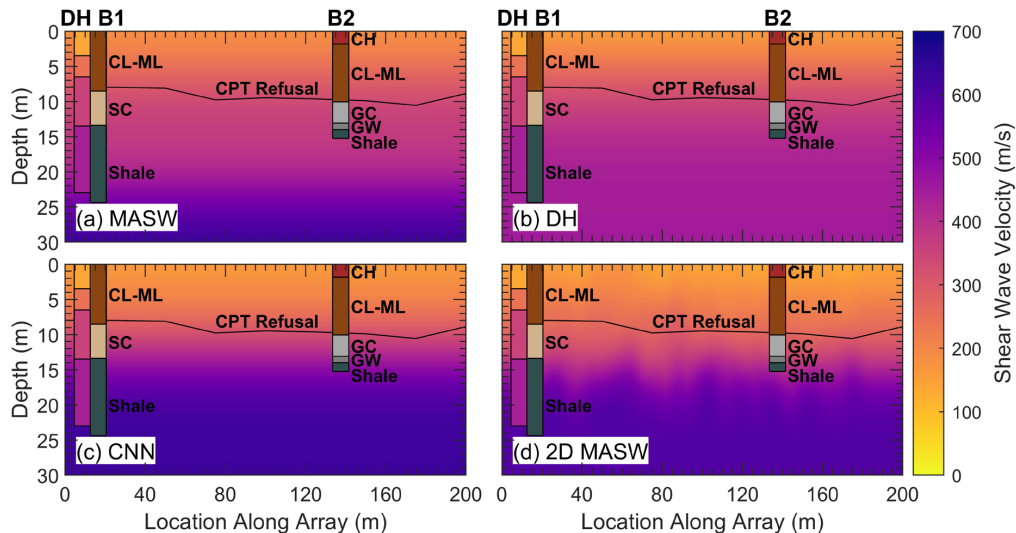 DH B1 B2
0
5
10
15
20
25
30
Depth (m)
CL-ML
SC
Shale
CPT Refusal
CH
CL-ML
GC
GW
Shale
(a) MASW
DH B1 B2
CL-ML
SC
Shale
CPT Refusal
CH
CL-ML
GC
GW
Shale
(b) DH
0
5
10
15
20
25
30
Depth (m)
CL-ML
SC
Shale
CPT Refusal
CH
CL-ML
GC
GW
Shale
(c) CNN
0 40 80 120 160 200
Location Along Array (m)
CL-ML
SC
Shale
CPT Refusal
CH
CL-ML
GC
GW
Shale
(d) 2D MASW
0 40 80 120 160 200
Location Along Array (m)
700
600
500
400
300
200
100
0
Shear Wave Velocity (m/s)